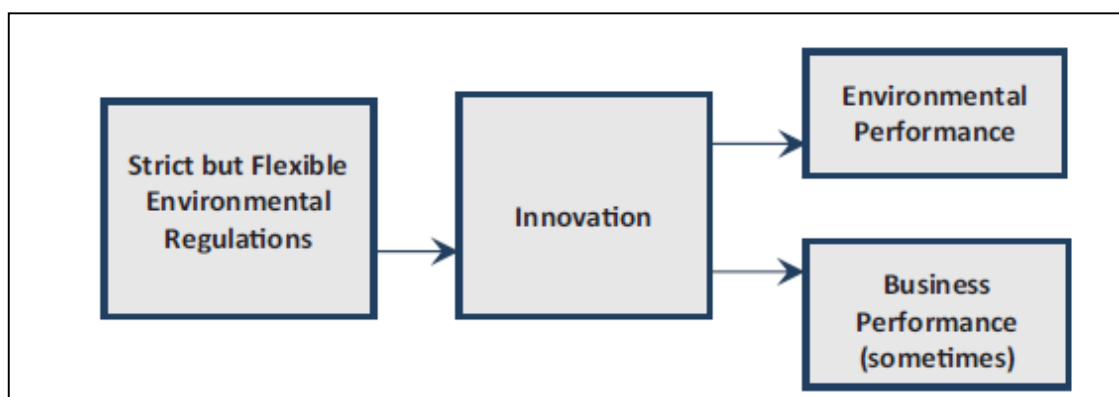 Strict but Flexible
Environmental
Regulations
Innovation
Environmental
Performance
Business
Performance
(sometimes)